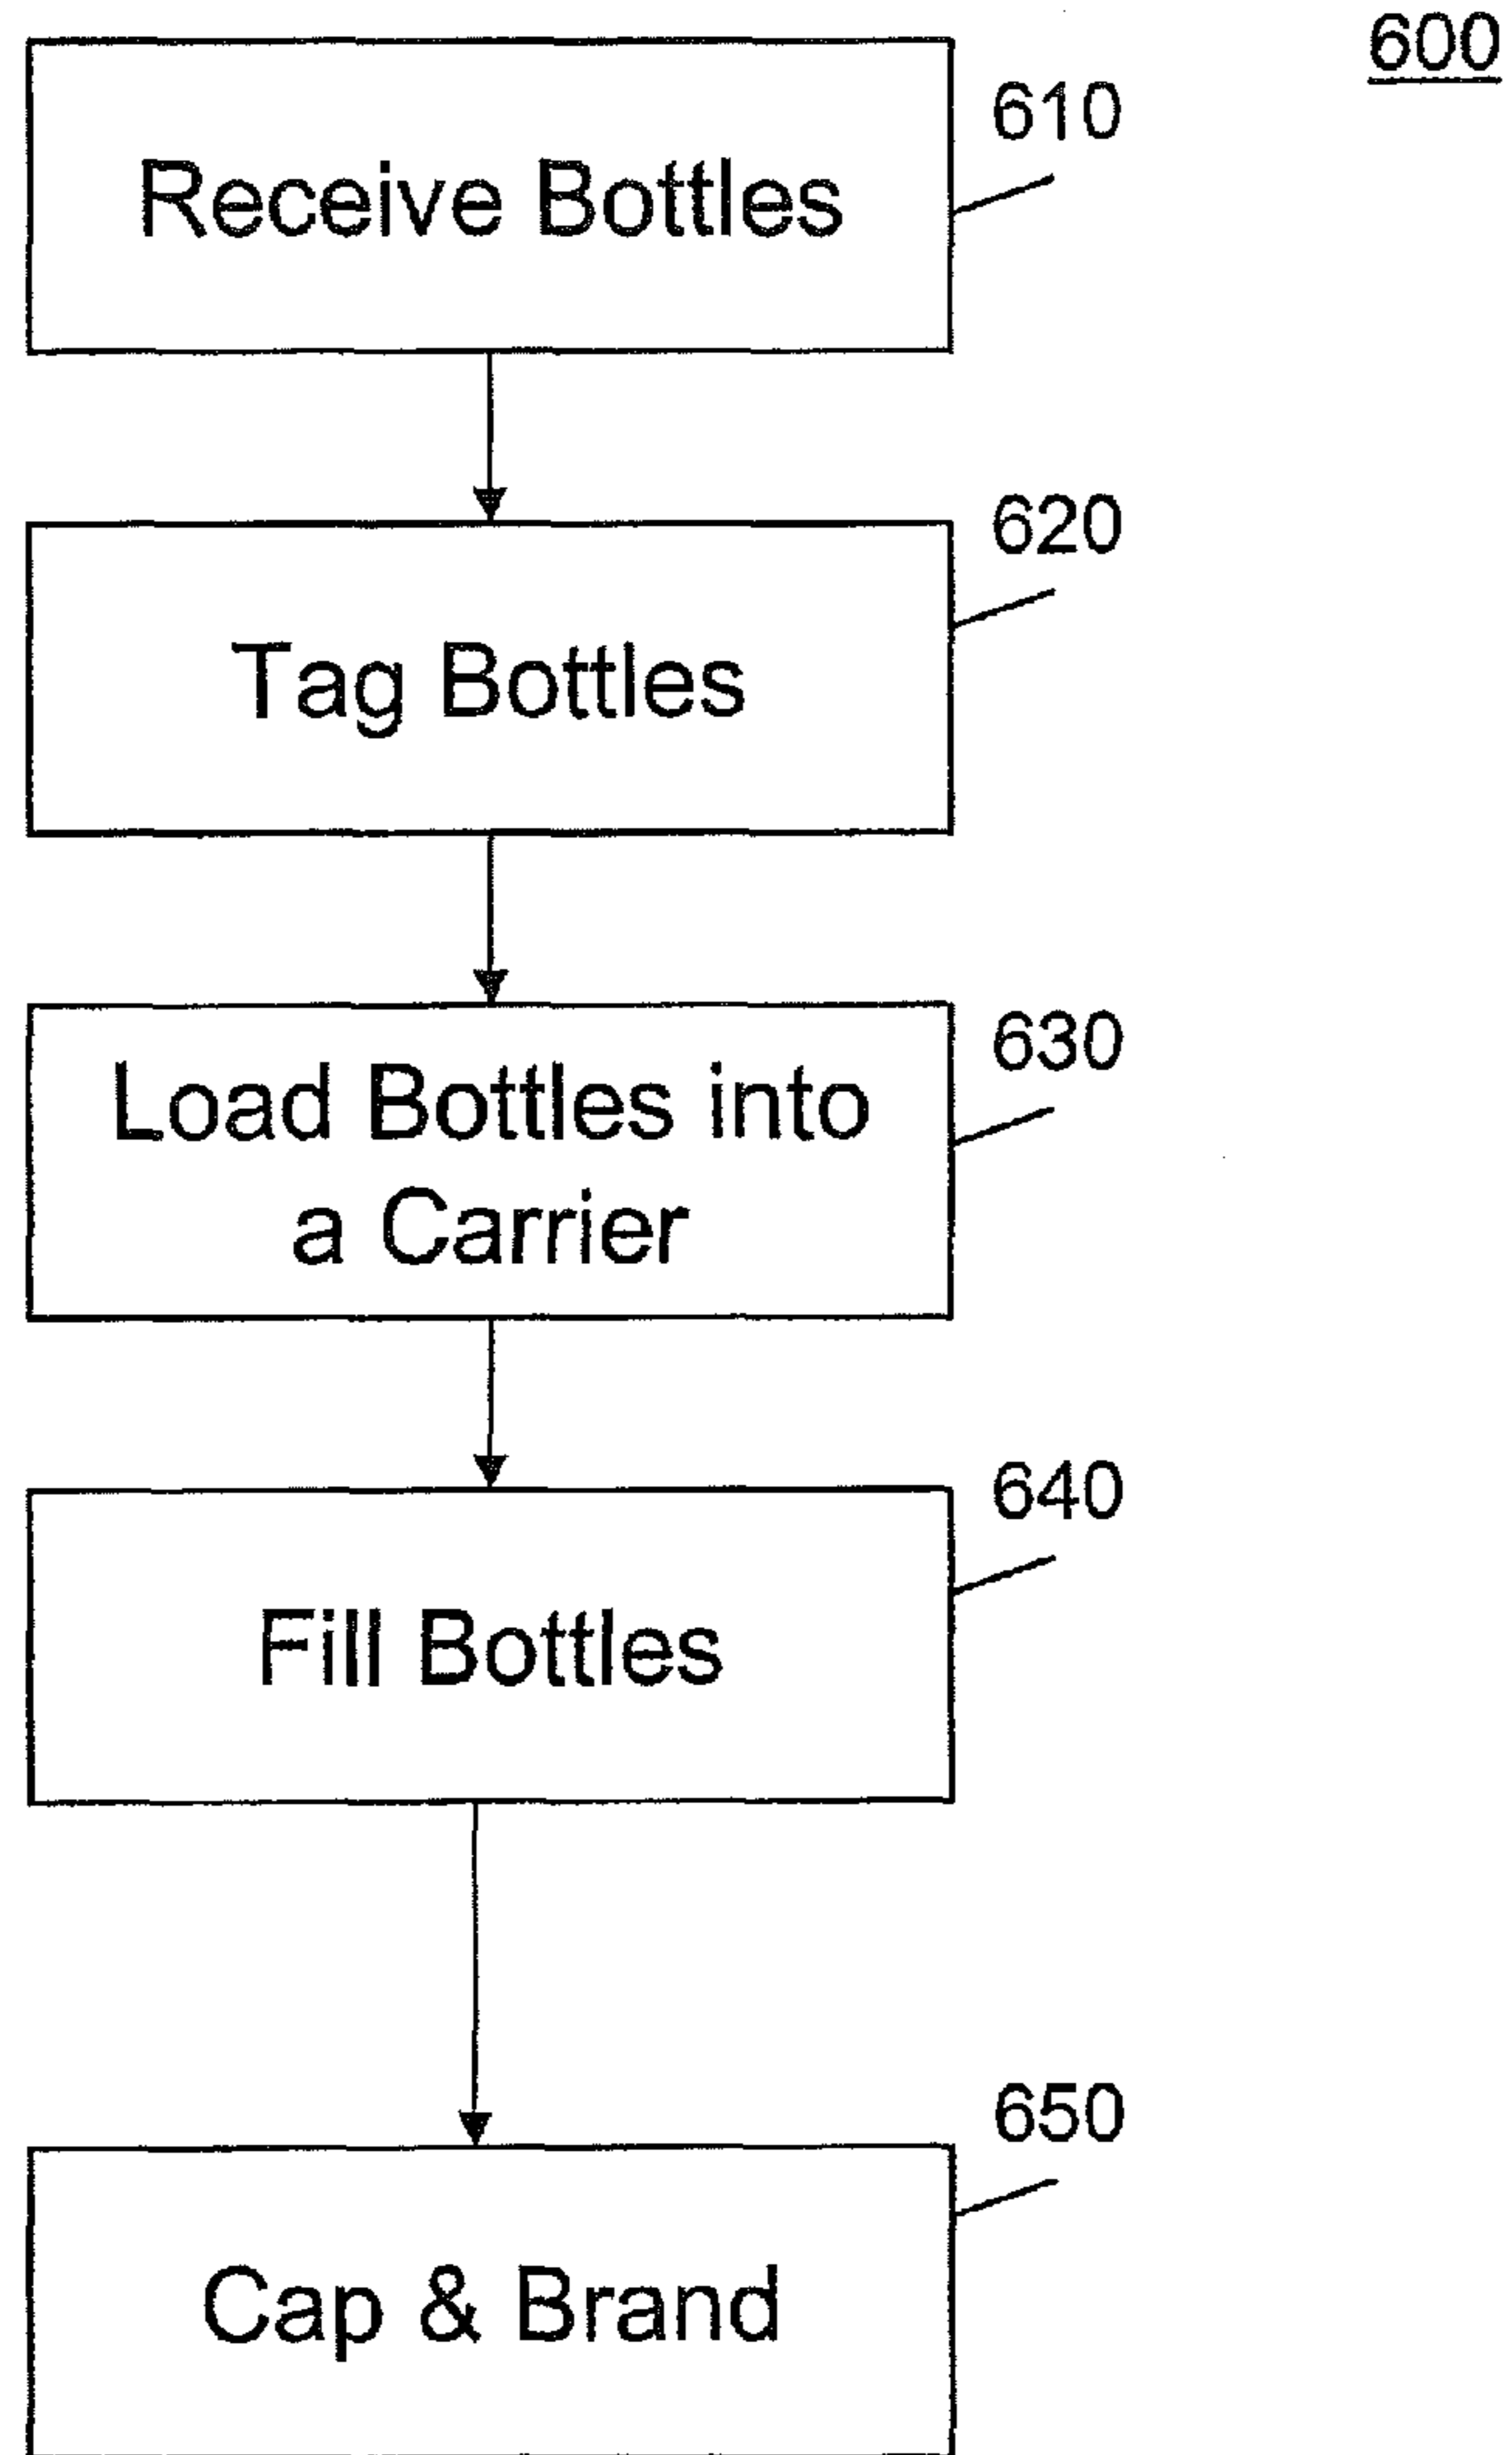 600
610
Receive Bottles
620
Tag Bottles
630
Load Bottles into
a Carrier
640
Fill Bottles
650
Cap & Brand